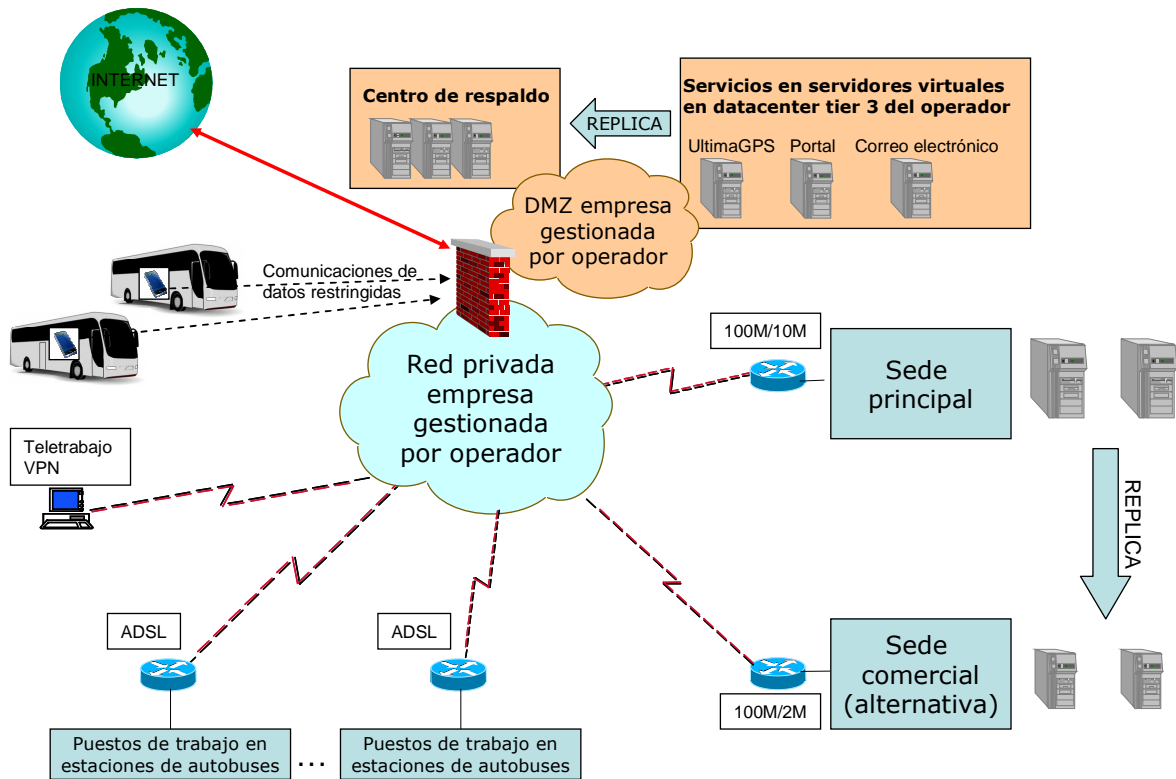 INTERNET
Centro de respaldo
REPLICA
Servicios en servidores virtuales
en datacenter tier 3 del operador
UltimaGPS
Portal
Correo electrónico
DMZ empresa
gestionada
por operador
Comunicaciones de
datos restringidas
Red privada
empresa
gestionada
por operador
100M/10M
Sede
principal
Teletrabajo
VPN
REPLICA
ADSL
ADSL
Sede
comercial
(alternativa)
100M/2M
Puestos de trabajo en
estaciones de autobuses
...
Puestos de trabajo en
estaciones de autobuses